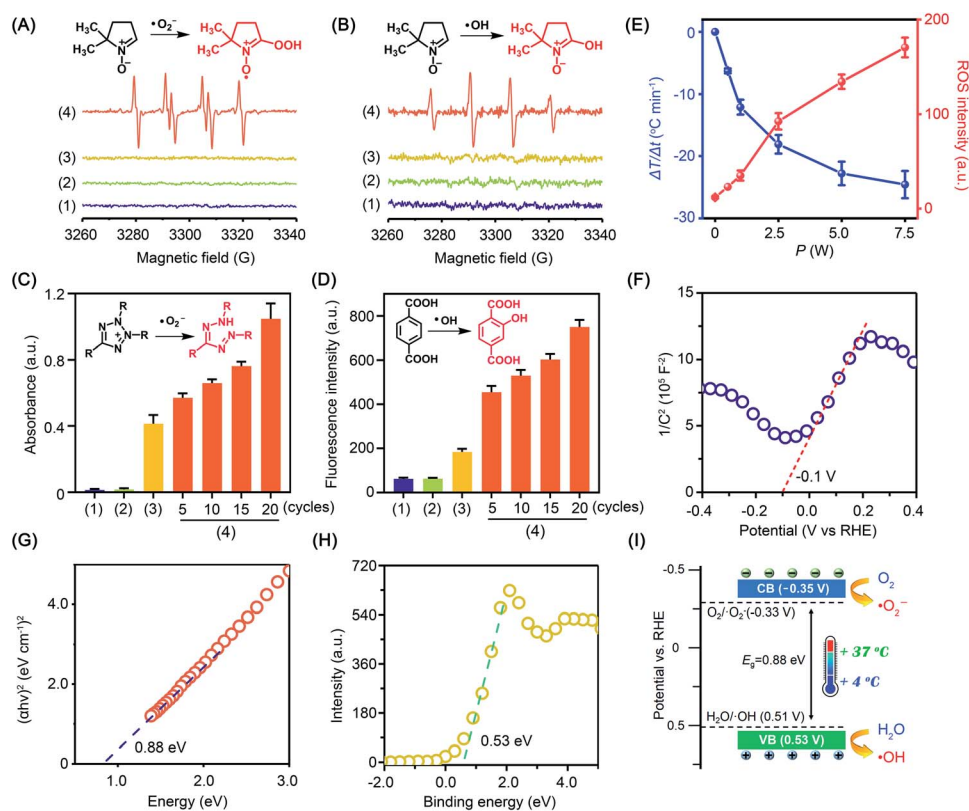 (A)
H₃C
H₃C
N
+
O⁻
•O₂⁻
H₃C
H₃C
N
O
•
OOH
(4)
(3)
(2)
(1)
3260 3280 3300 3320 3340
Magnetic field (G)
(B)
H₃C
H₃C
N
+
O⁻
•OH
H₃C
H₃C
N
+
O⁻
OH
(4)
(3)
(2)
(1)
3260 3280 3300 3320 3340
Magnetic field (G)
(E)
0
-10
-20
-30
ΔT/Δt (°C min⁻¹)
200
100
0
ROS intensity (a.u.)
0 2.5 5.0 7.5
P (W)
(C)
1.2
0.8
0.4
0
Absorbance (a.u.)
N–N–R
R N N–R
+
•O₂⁻
R
N–NH
R N N–R
(1) (2) (3) 5 10 15 20 (cycles)
(4)
(D)
800
600
400
200
0
Fluorescence intensity (a.u.)
COOH
COOH
•OH
COOH
OH
COOH
(1) (2) (3) 5 10 15 20 (cycles)
(4)
(F)
15
10
5
0
1/C² (10⁵ F⁻²)
-0.1 V
-0.4 -0.2 0.0 0.2 0.4
Potential (V vs RHE)
(G)
4.0
2.0
0
(αhv)² (eV cm⁻¹)²
0.88 eV
1.0 2.0 3.0
Energy (eV)
(H)
720
540
360
180
0
Intensity (a.u.)
0.53 eV
-2.0 0.0 2.0 4.0
Binding energy (eV)
(I)
-0.5
0
0.5
Potential vs. RHE
CB (−0.35 V)
O₂
•O₂⁻
O₂/·O₂⁻(-0.33 V)
Eg=0.88 eV
+ 37 °C
+ 4 °C
H₂O/·OH (0.51 V)
VB (0.53 V)
H₂O
•OH